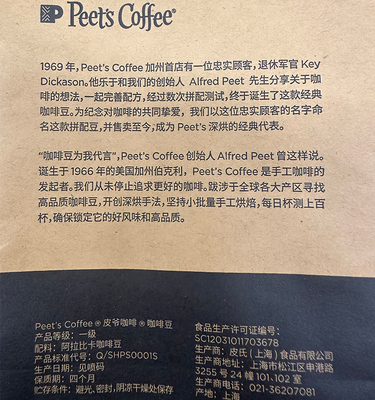 Peet's Coffee®
1969 年，Peet's Coffee 加州首店有一位忠实顾客，退休军官 Key
Dickason。他乐于和我们的创始人 Alfred Peet 先生分享关于咖
啡的想法，一起完善配方，经过数次拼配测试，终于诞生了这款经典
咖啡豆。为纪念对咖啡的共同挚爱，我们以这位忠实顾客的名字命
名这款拼配豆，并售卖至今；成为 Peet's 深烘的经典代表。
“咖啡豆为我代言”，Peet's Coffee 创始人 Alfred Peet 曾这样说。
诞生于 1966 年的美国加州伯克利，Peet's Coffee 是手工咖啡的
发起者。我们从未停止追求更好的咖啡。跋涉于全球各大产区寻找
高品质咖啡豆，开创深烘手法，坚持小批量手工烘焙，每日杯测上百
杯，确保锁定它的好风味和高品质。
Peet's Coffee ® 皮爷咖啡 ® 咖啡豆
产品等级：一级
配料：阿拉比卡咖啡豆
产品标准代号：Q/SHPS0001S
生产日期：见喷码
保质期：四个月
贮存条件：避光、密封，阴凉干燥处保存
食品生产许可证编号：
SC12031011703678
生产商：皮氏（上海）食品有限公司
生产商地址：上海市松江区申港路
3255 号 24 幢 101、102 室
生产商电话：021-36207081
产地：上海